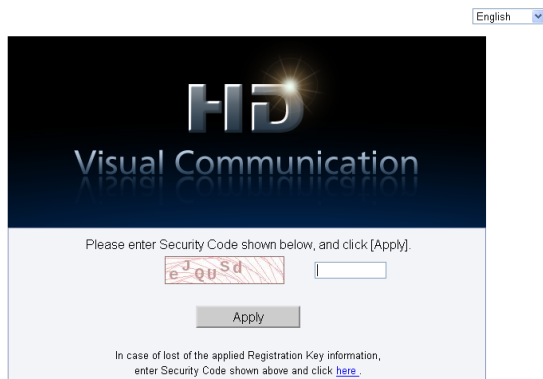 English
HD
Visual Communication
Please enter Security Code shown below, and click [Apply].
eJQUSd
Apply
In case of lost of the applied Registration Key information,
enter Security Code shown above and click here .